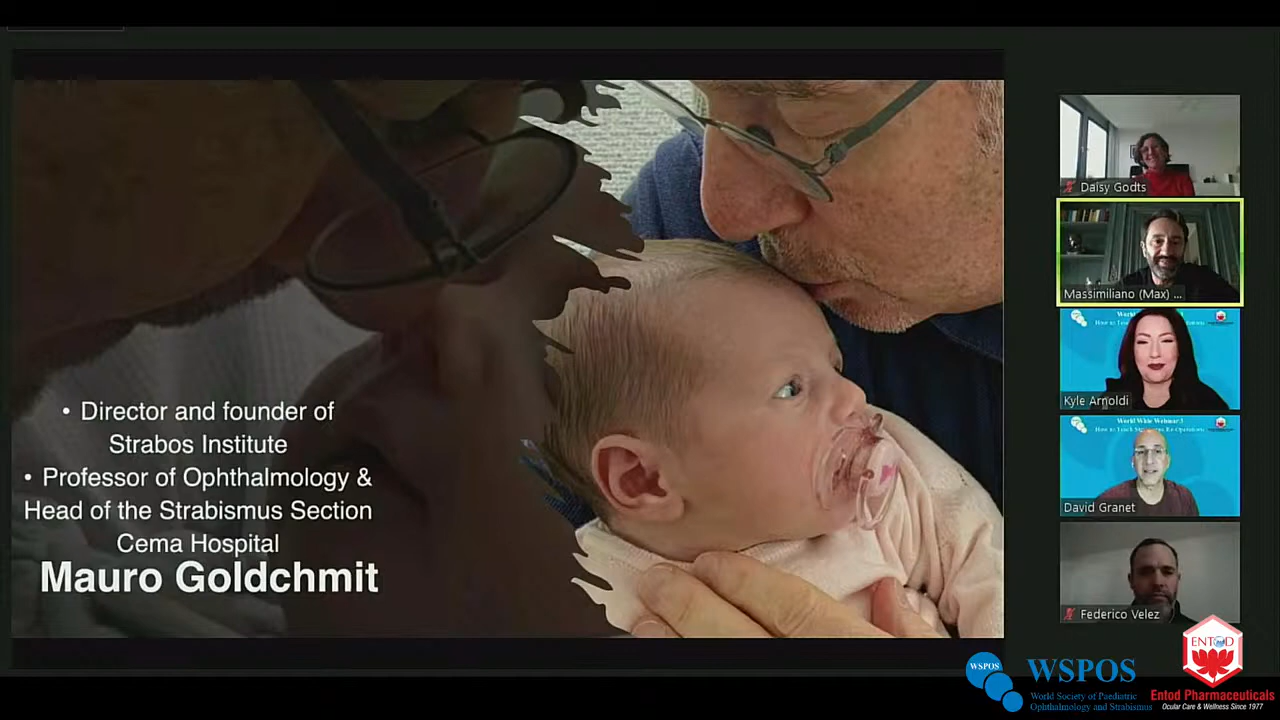 • Director and founder of
Strabos Institute
• Professor of Ophthalmology &
Head of the Strabismus Section
Cema Hospital
Mauro Goldchmit
Daisy Godts
Massimiliano (Max) ...
Kyle Arnoldi
David Granet
Federico Velez
WSPOS
WSPOS
World Society of Paediatric
Ophthalmology and Strabismus
ENTOD
Entod Pharmaceuticals
Ocular Care & Wellness Since 1977